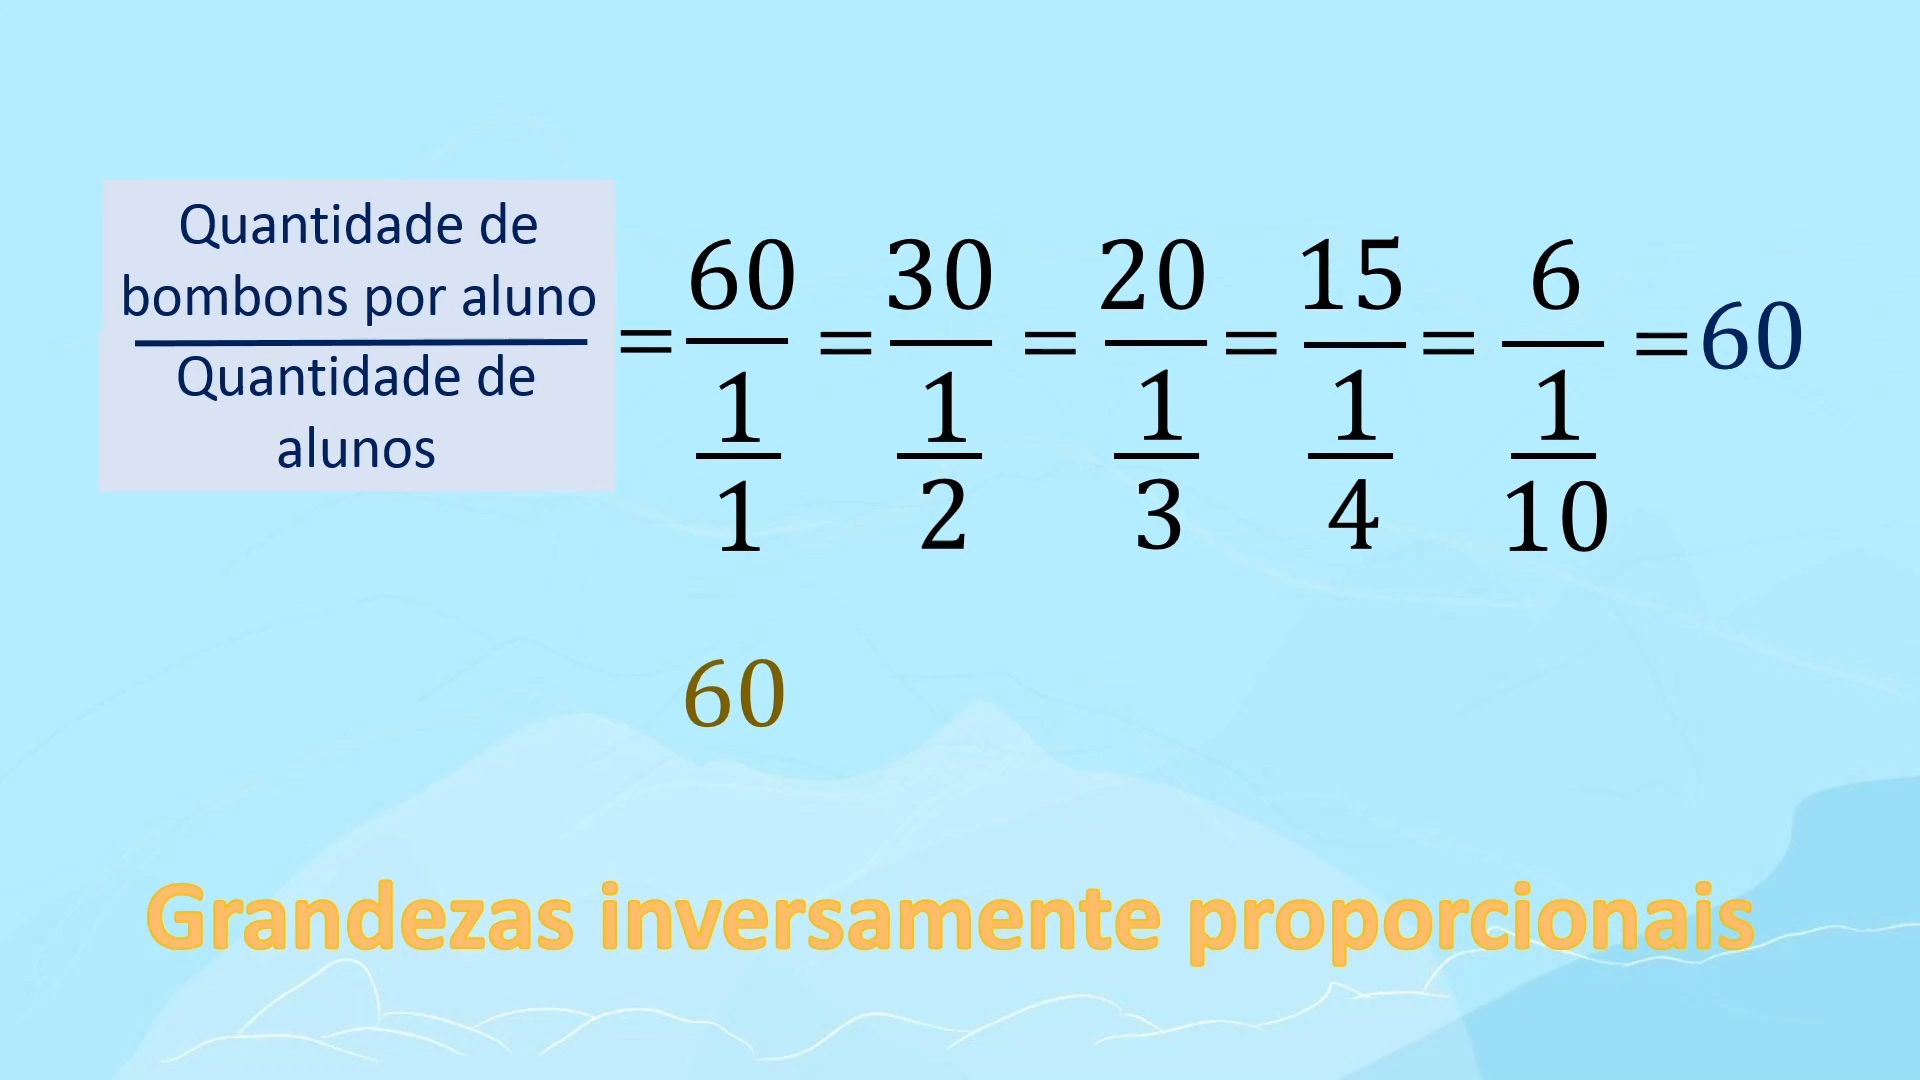 Quantidade de
bombons por aluno
Quantidade de
alunos
= 60/(1/1) = 30/(1/2) = 20/(1/3) = 15/(1/4) = 6/(1/10) = 60
60
Grandezas inversamente proporcionais